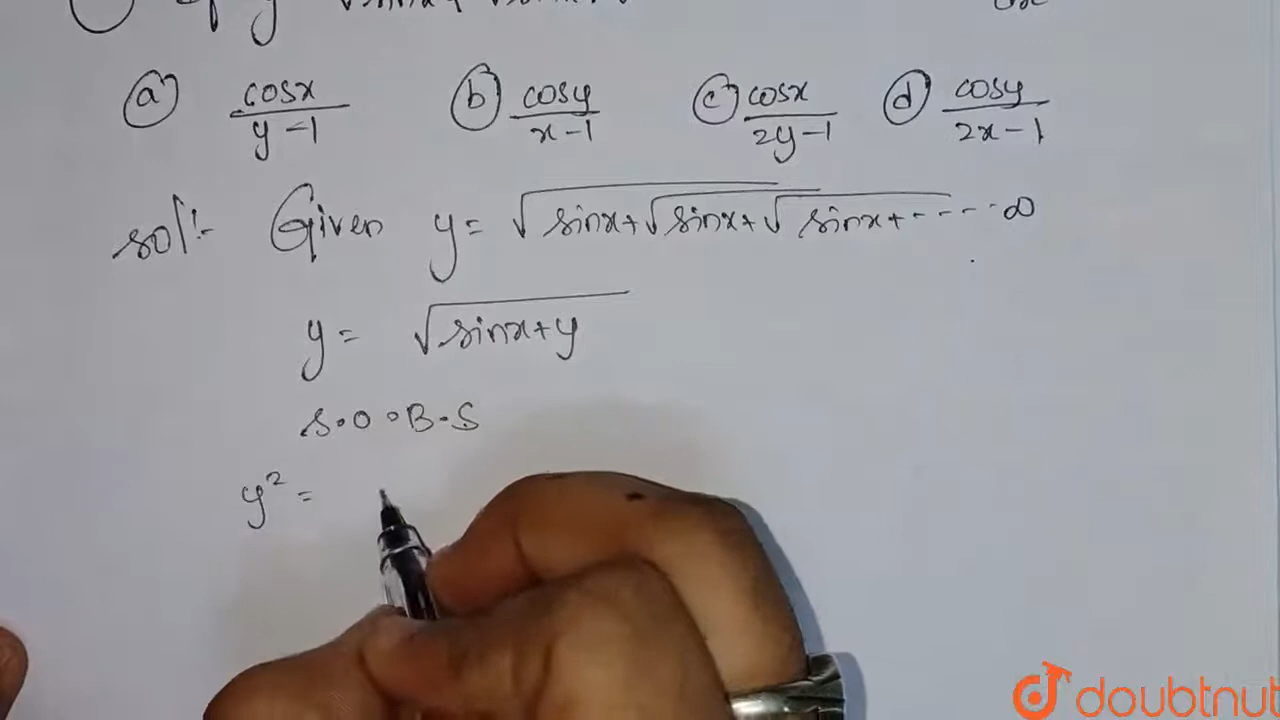 (a) cosx/(y-1) (b) cosy/(x-1) (c) cosx/(2y-1) (d) cosy/(2x-1)
sol:- Given y = √sinx+√sinx+√sinx+-----∞
y = √sinx+y
S.O.B.S
y² =
doubtnut